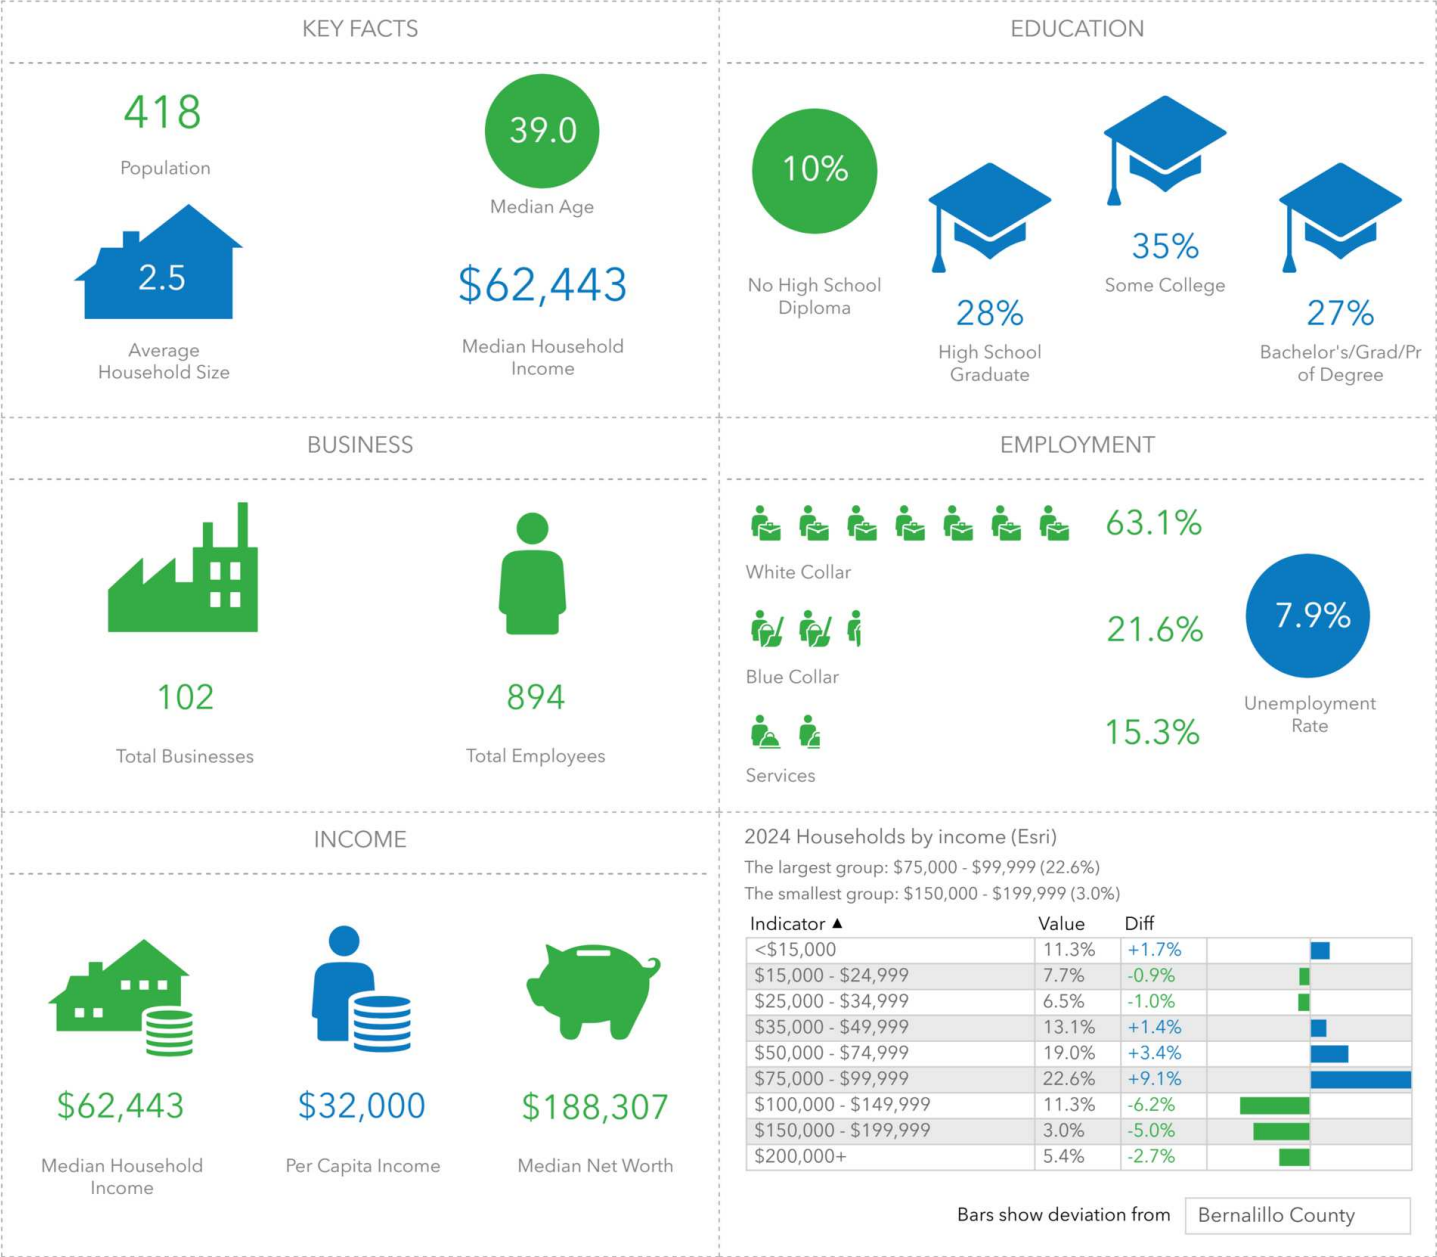 KEY FACTS
418
Population
39.0
Median Age
2.5
Average
Household Size
$62,443
Median Household
Income
EDUCATION
10%
No High School
Diploma
28%
High School
Graduate
35%
Some College
27%
Bachelor's/Grad/Pr
of Degree
BUSINESS
102
Total Businesses
894
Total Employees
EMPLOYMENT
63.1%
White Collar
21.6%
Blue Collar
15.3%
Services
7.9%
Unemployment
Rate
INCOME
$62,443
Median Household
Income
$32,000
Per Capita Income
$188,307
Median Net Worth
2024 Households by income (Esri)
The largest group: $75,000 - $99,999 (22.6%)
The smallest group: $150,000 - $199,999 (3.0%)
Indicator ▲ Value Diff
<$15,000 11.3% +1.7%
$15,000 - $24,999 7.7% -0.9%
$25,000 - $34,999 6.5% -1.0%
$35,000 - $49,999 13.1% +1.4%
$50,000 - $74,999 19.0% +3.4%
$75,000 - $99,999 22.6% +9.1%
$100,000 - $149,999 11.3% -6.2%
$150,000 - $199,999 3.0% -5.0%
$200,000+ 5.4% -2.7%
Bars show deviation from Bernalillo County